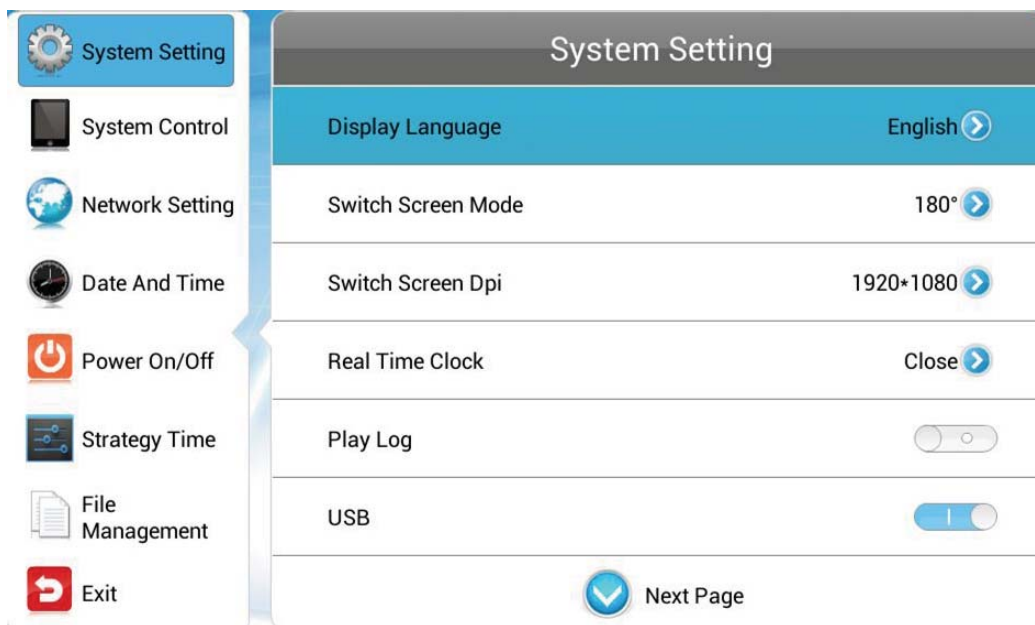 System Setting
System Control
Network Setting
Date And Time
Power On/Off
Strategy Time
File
Management
Exit
System Setting
Display Language English
Switch Screen Mode 180°
Switch Screen Dpi 1920*1080
Real Time Clock Close
Play Log
USB
Next Page